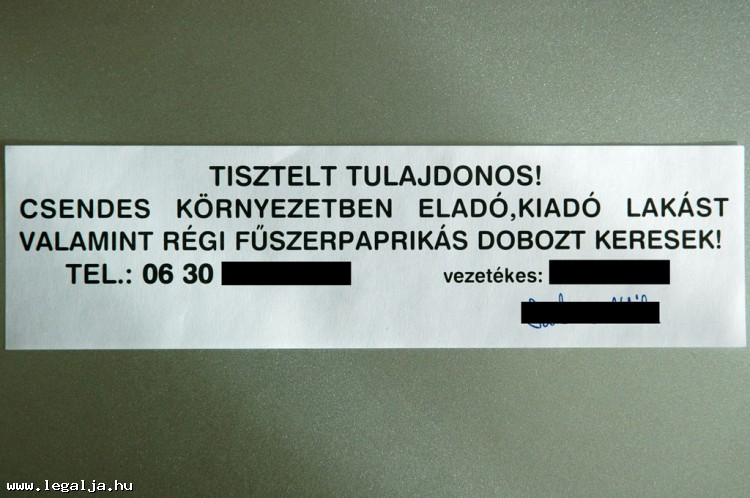 TISZTELT TULAJDONOS!
CSENDES KÖRNYEZETBEN ELADÓ,KIADÓ LAKÁST
VALAMINT RÉGI FŰSZERPAPRIKÁS DOBOZT KERESEK!
TEL.: 06 30 vezetékes:
www.legalja.hu